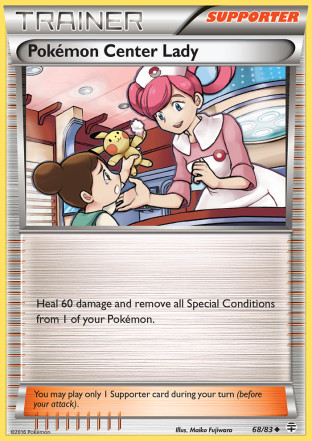 TRAINER SUPPORTER
Pokémon Center Lady
Heal 60 damage and remove all Special Conditions
from 1 of your Pokémon.
You may play only 1 Supporter card during your turn (before
your attack).
©2016 Pokémon
Illus. Maiko Fujiwara
68/83